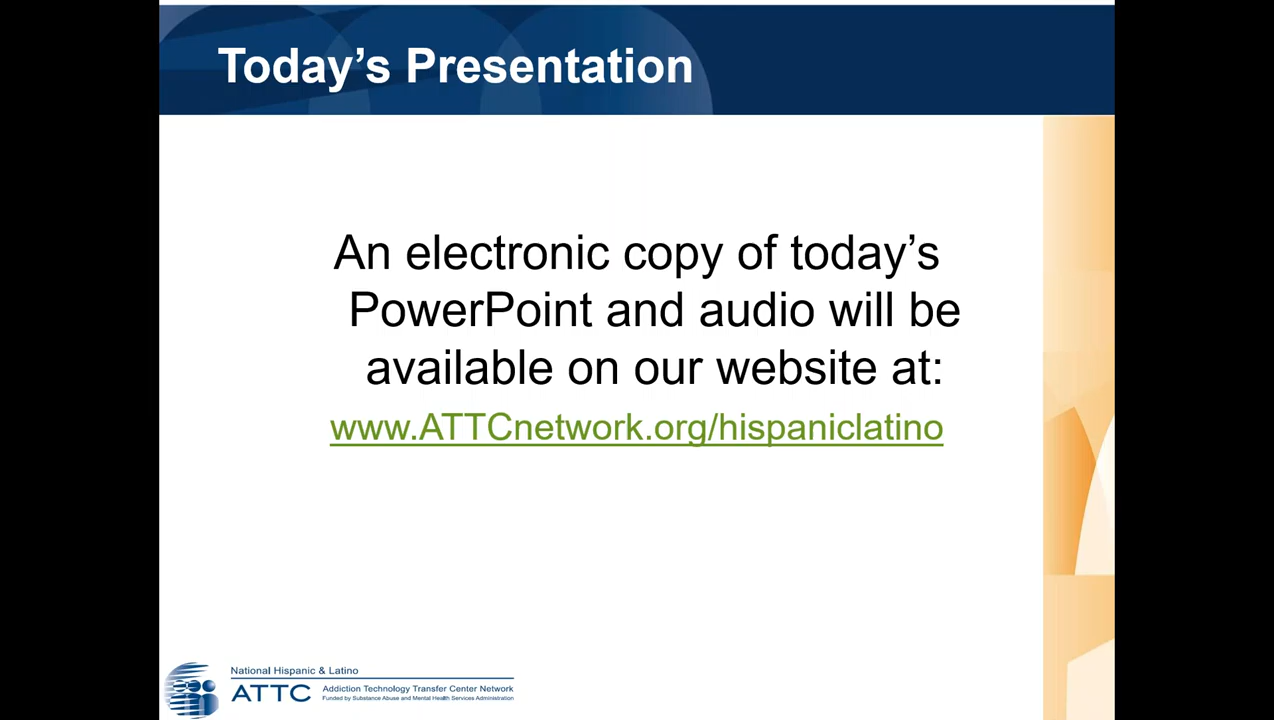 Today’s Presentation
An electronic copy of today’s
PowerPoint and audio will be
available on our website at:
www.ATTCnetwork.org/hispaniclatino
National Hispanic & Latino
ATTC
Addiction Technology Transfer Center Network
Funded by Substance Abuse and Mental Health Services Administration